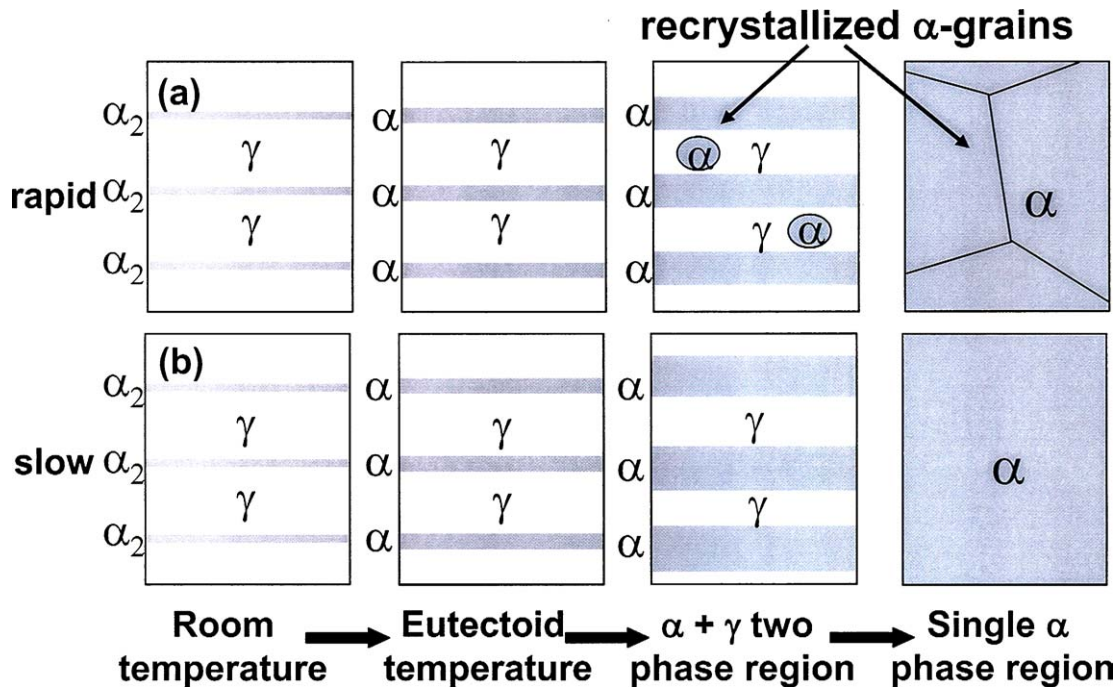 recrystallized α-grains
(a)
α₂
γ
α₂
γ
α₂
rapid
α
γ
α
γ
α
α
α
γ
α
γ
α
α
α
(b)
α₂
γ
α₂
γ
α₂
slow
α
γ
α
γ
α
α
γ
α
γ
α
α
Room
temperature
Eutectoid
temperature
α + γ two
phase region
Single α
phase region